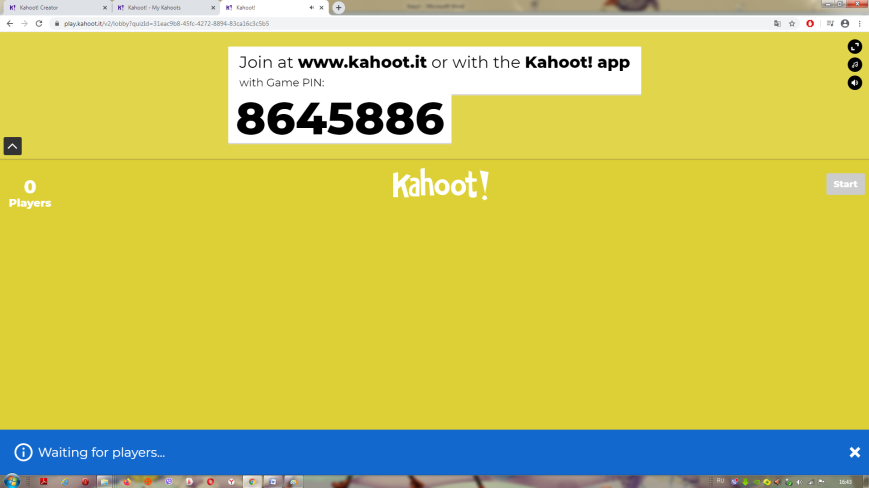 Kahoot! Creator
Kahoot! - My Kahoots
Kahoot!
play.kahoot.it/v2/lobby?quizId=31eac9b8-45fc-4272-8894-83ca16c3c5b5
Join at www.kahoot.it or with the Kahoot! app
with Game PIN:
8645886
0
Players
Kahoot!
Start
Waiting for players...
RU
16:43